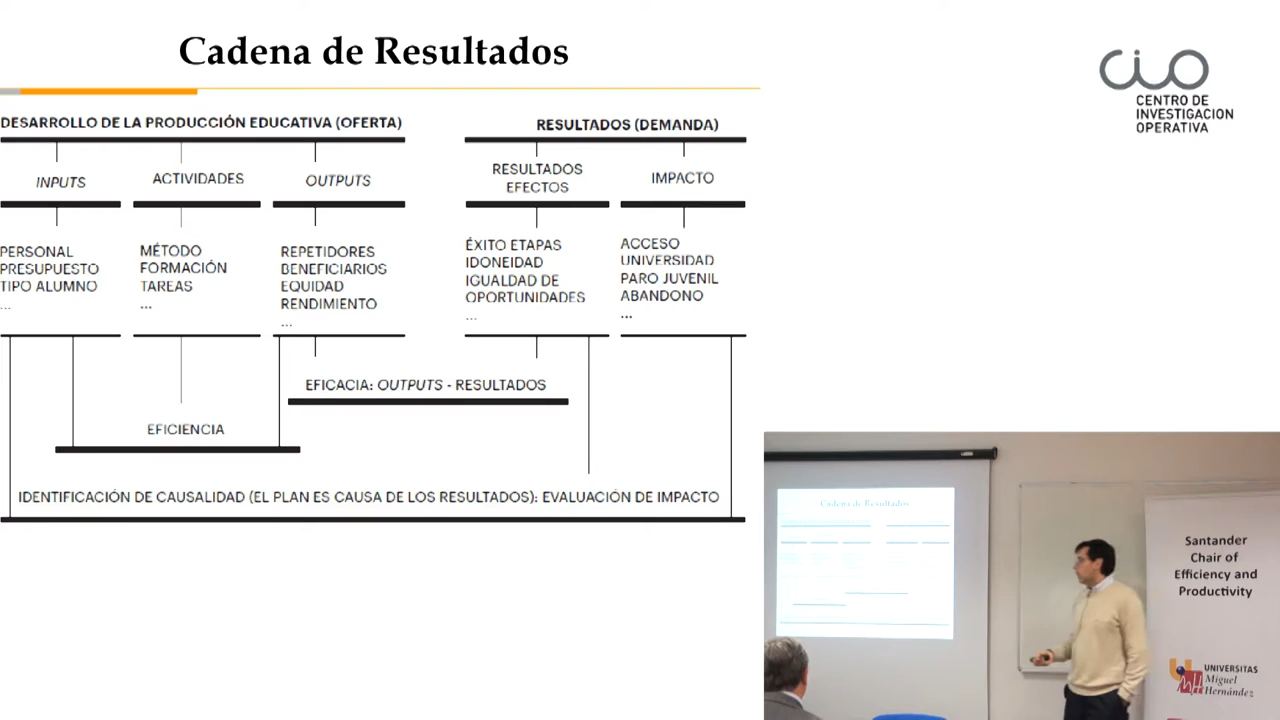 Cadena de Resultados
CIO
CENTRO DE
INVESTIGACION
OPERATIVA
DESARROLLO DE LA PRODUCCIÓN EDUCATIVA (OFERTA)
RESULTADOS (DEMANDA)
INPUTS
ACTIVIDADES
OUTPUTS
RESULTADOS
EFECTOS
IMPACTO
PERSONAL
PRESUPUESTO
TIPO ALUMNO
...
MÉTODO
FORMACIÓN
TAREAS
...
REPETIDORES
BENEFICIARIOS
EQUIDAD
RENDIMIENTO
...
ÉXITO ETAPAS
IDONEIDAD
IGUALDAD DE
OPORTUNIDADES
...
ACCESO
UNIVERSIDAD
PARO JUVENIL
ABANDONO
...
EFICACIA: OUTPUTS - RESULTADOS
EFICIENCIA
IDENTIFICACIÓN DE CAUSALIDAD (EL PLAN ES CAUSA DE LOS RESULTADOS): EVALUACIÓN DE IMPACTO
Cadena de Resultados
Santander
Chair of
Efficiency and
Productivity
UNIVERSITAS
Miguel
Hernández